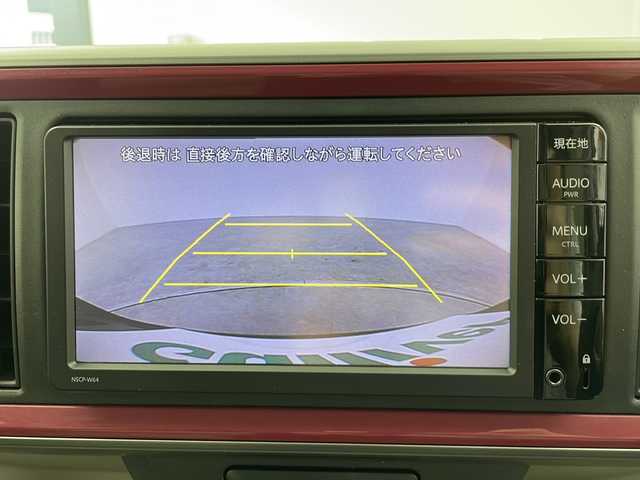 後退時は 直接後方を確認しながら運転してください
現在地
AUDIO
PWR
MENU
CTRL
VOL+
VOL−
NSCP-W64